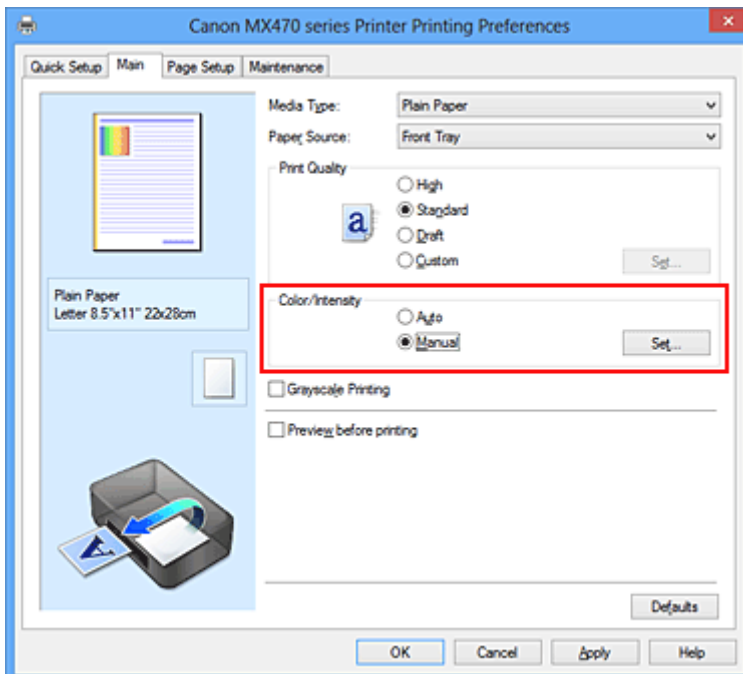 Canon MX470 series Printer Printing Preferences
Quick Setup Main Page Setup Maintenance
Media Type: Plain Paper
Paper Source: Front Tray
Print Quality
High
a Standard
Draft
Custom Set...
Plain Paper
Letter 8.5"x11" 22x28cm
Color/Intensity
Auto
Manual Set...
Grayscale Printing
Preview before printing
A
Defaults
OK Cancel Apply Help